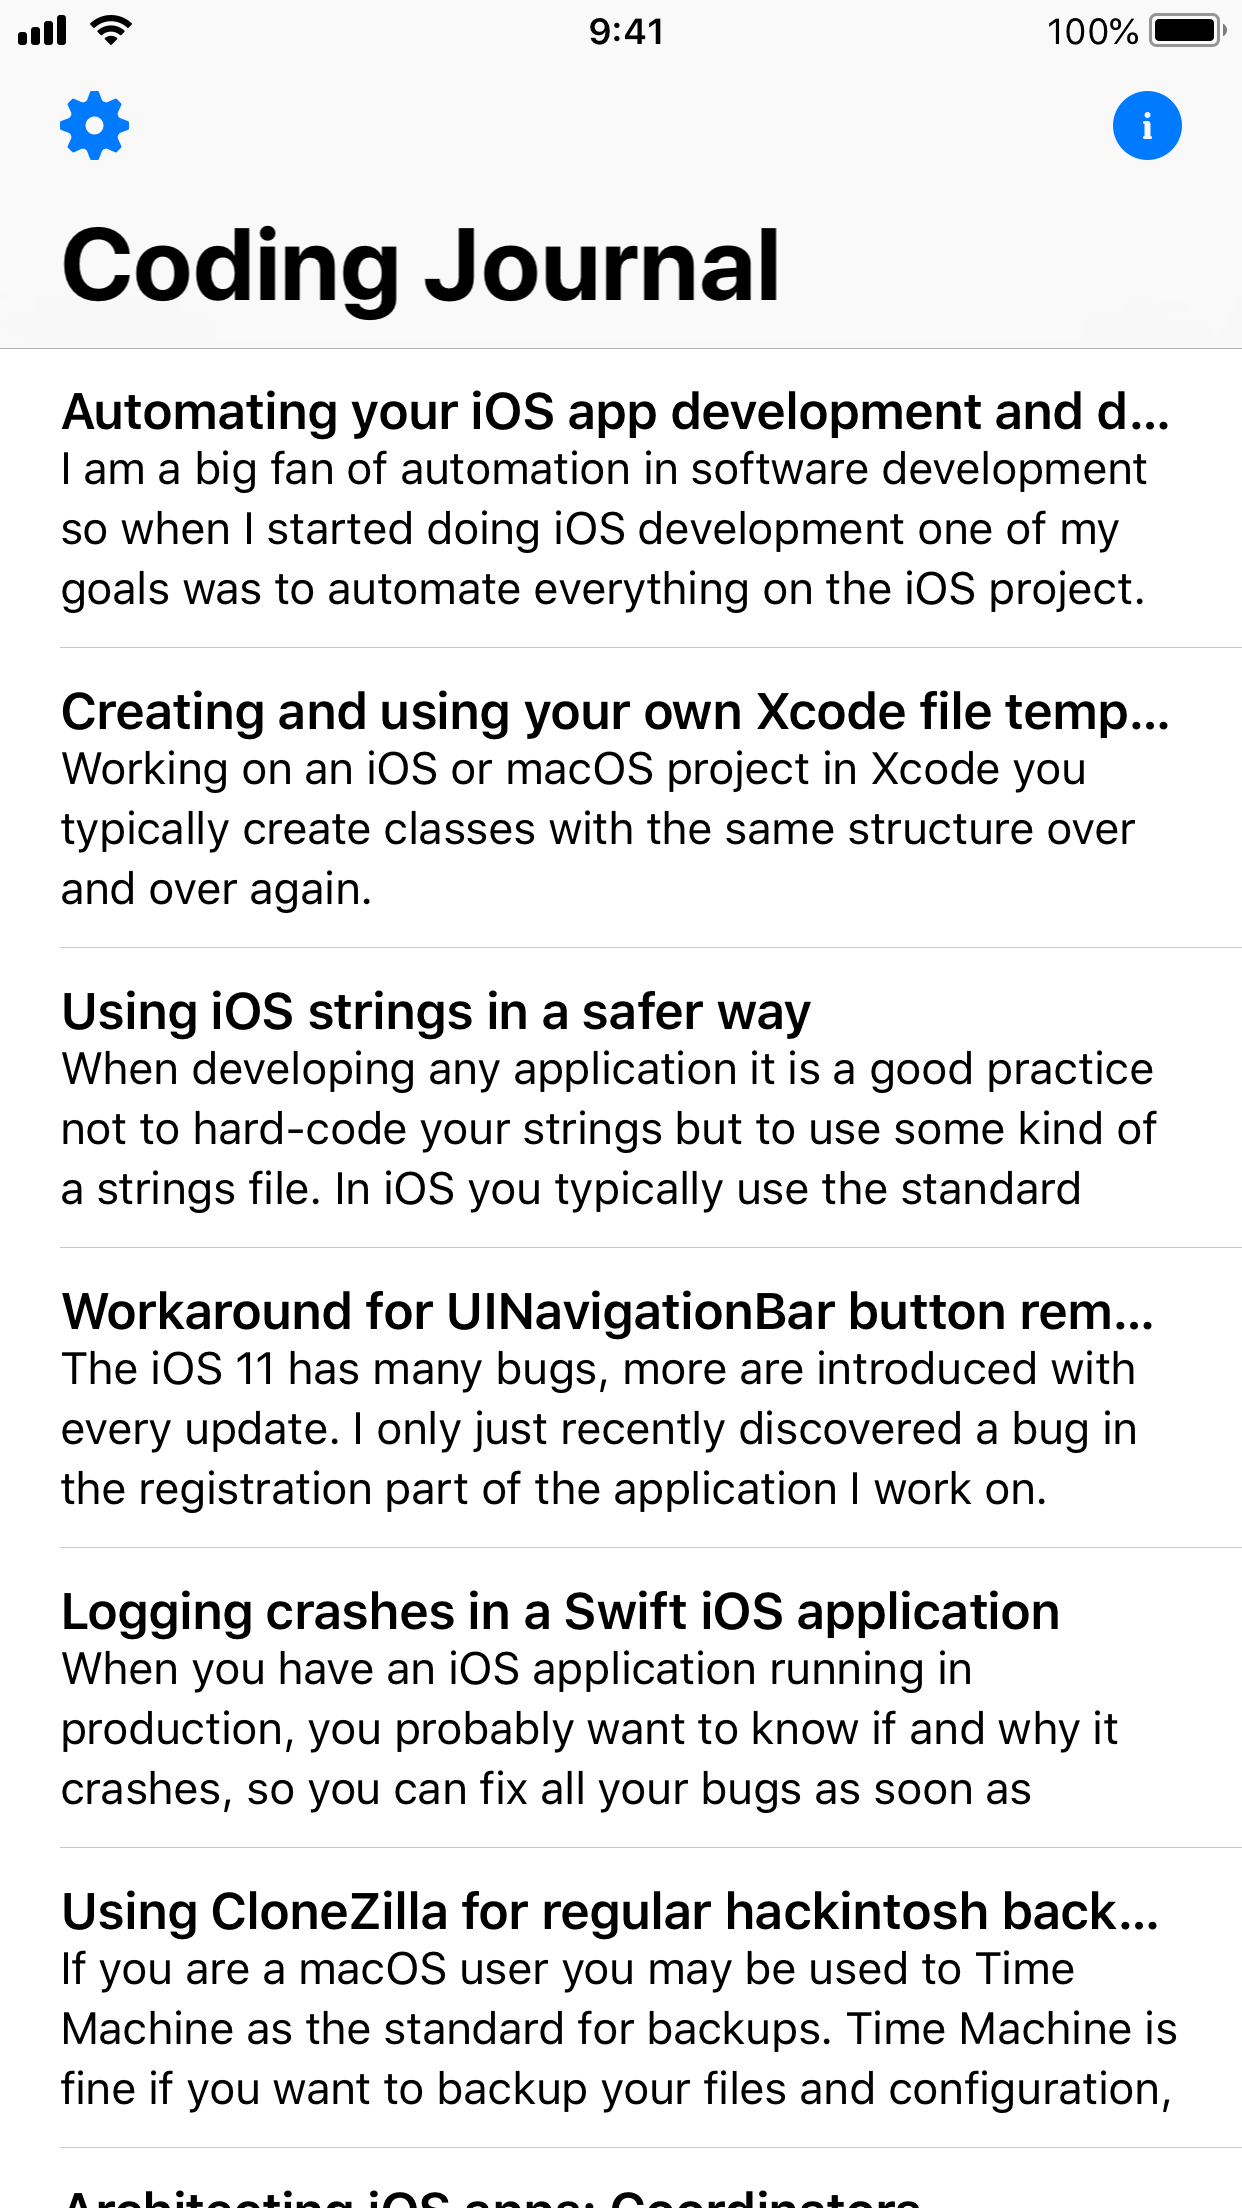 9:41
100%
i
Coding Journal
Automating your iOS app development and d...
I am a big fan of automation in software development
so when I started doing iOS development one of my
goals was to automate everything on the iOS project.
Creating and using your own Xcode file temp...
Working on an iOS or macOS project in Xcode you
typically create classes with the same structure over
and over again.
Using iOS strings in a safer way
When developing any application it is a good practice
not to hard-code your strings but to use some kind of
a strings file. In iOS you typically use the standard
Workaround for UINavigationBar button rem...
The iOS 11 has many bugs, more are introduced with
every update. I only just recently discovered a bug in
the registration part of the application I work on.
Logging crashes in a Swift iOS application
When you have an iOS application running in
production, you probably want to know if and why it
crashes, so you can fix all your bugs as soon as
Using CloneZilla for regular hackintosh back...
If you are a macOS user you may be used to Time
Machine as the standard for backups. Time Machine is
fine if you want to backup your files and configuration,
Architecting iOS apps: Coordinators